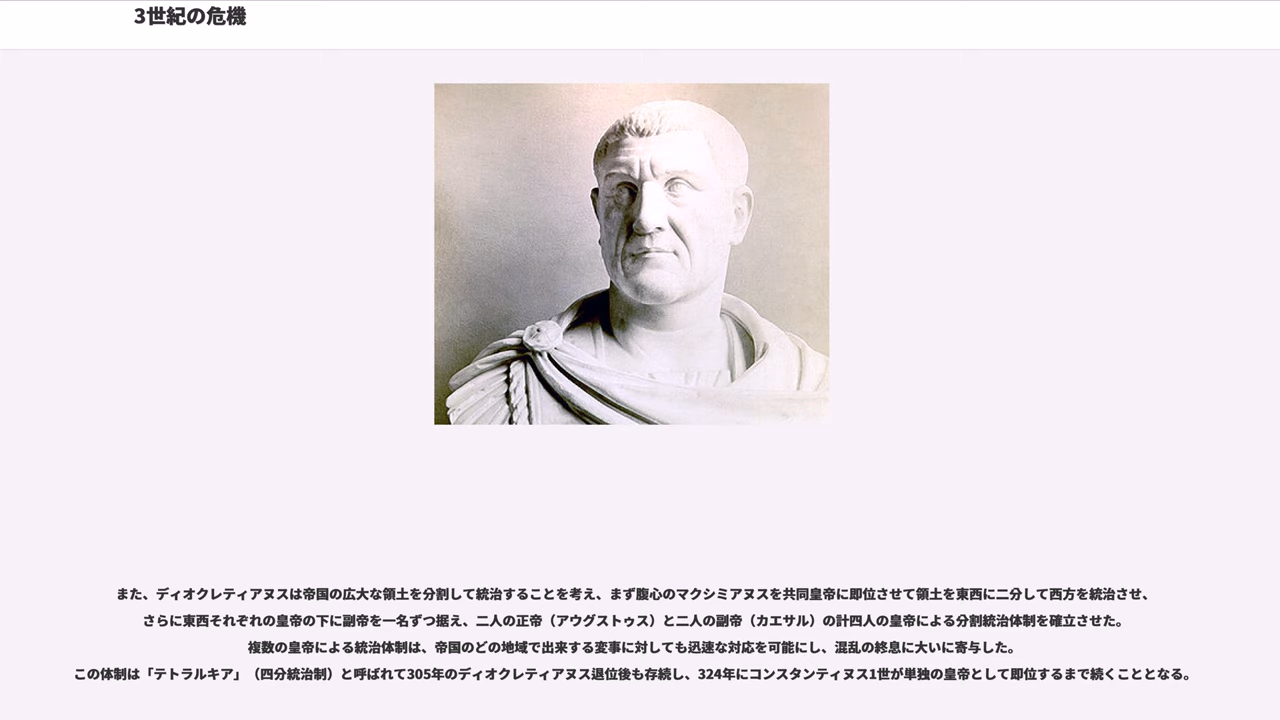 3世紀の危機
また、ディオクレティアヌスは帝国の広大な領土を分割して統治することを考え、まず腹心のマクシミアヌスを共同皇帝に即位させて領土を東西に二分して西方を統治させ、
さらに東西それぞれの皇帝の下に副帝を一名ずつ据え、二人の正帝（アウグストゥス）と二人の副帝（カエサル）の計四人の皇帝による分割統治体制を確立させた。
複数の皇帝による統治体制は、帝国のどの地域で出来する変事に対しても迅速な対応を可能にし、混乱の終息に大いに寄与した。
この体制は「テトラルキア」（四分統治制）と呼ばれて305年のディオクレティアヌス退位後も存続し、324年にコンスタンティヌス1世が単独の皇帝として即位するまで続くこととなる。